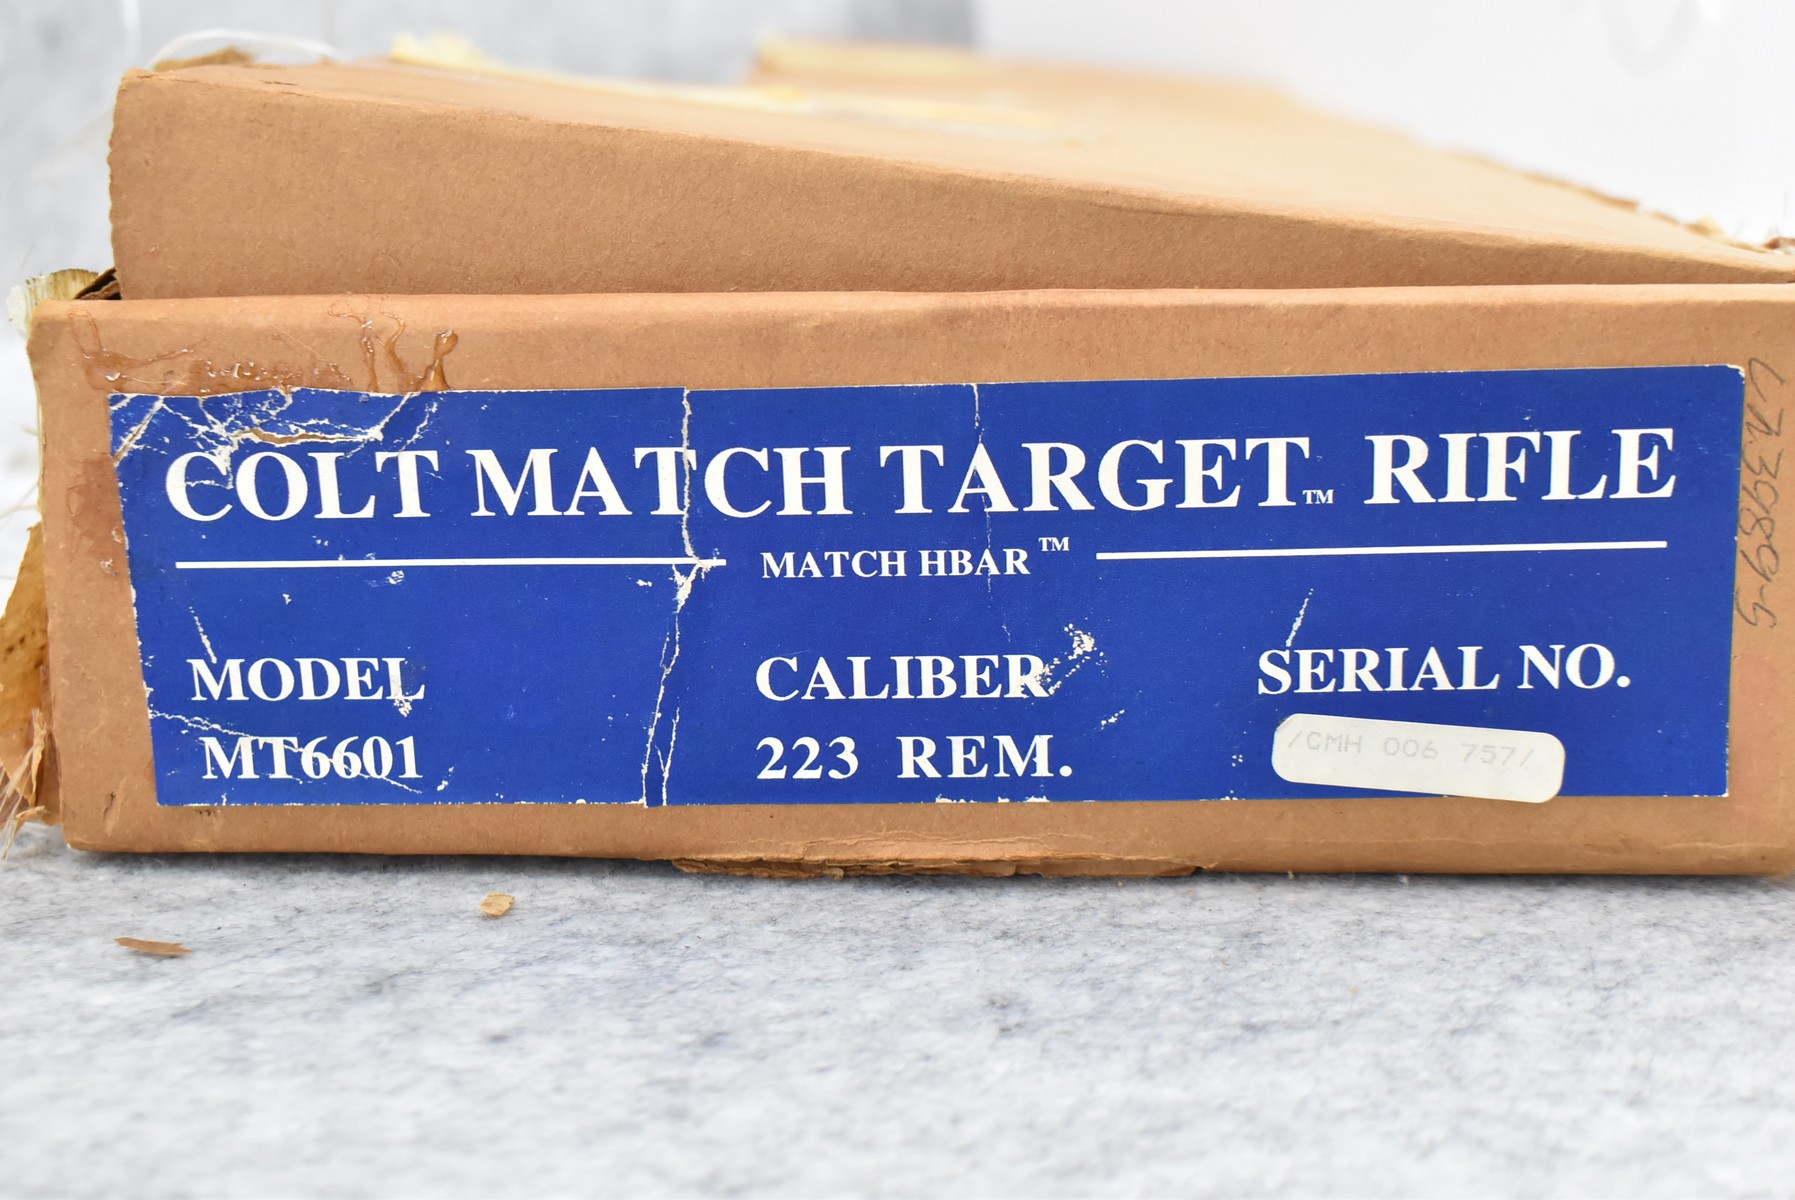 COLT MATCH TARGET™ RIFLE
MATCH HBAR™
MODEL CALIBER SERIAL NO.
MT6601 223 REM. /CMH 006 757/